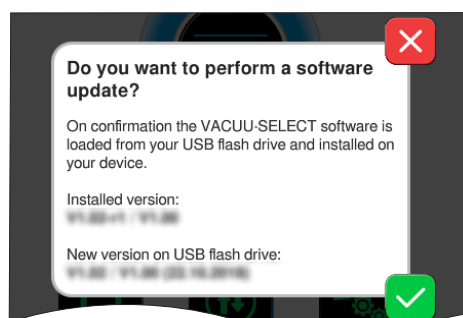 Do you want to perform a software
update?
On confirmation the VACUU-SELECT software is
loaded from your USB flash drive and installed on
your device.
Installed version:
New version on USB flash drive: